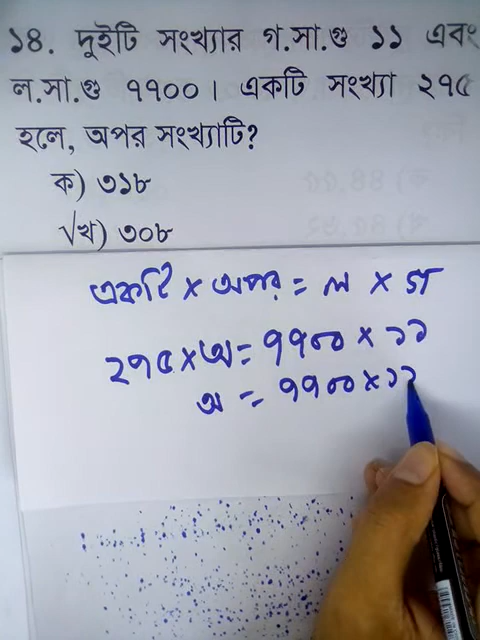 ১৪. দুইটি সংখ্যার গ.সা.গু ১১ এবং
ল.সা.গু ৭৭০০। একটি সংখ্যা ২৭৫
হলে, অপর সংখ্যাটি?
ক) ৩১৮
√খ) ৩০৮
একটি × অপর = ল × গ
২৭৫ × অ = ৭৭০০ × ১১
অ = ৭৭০০ × ১১